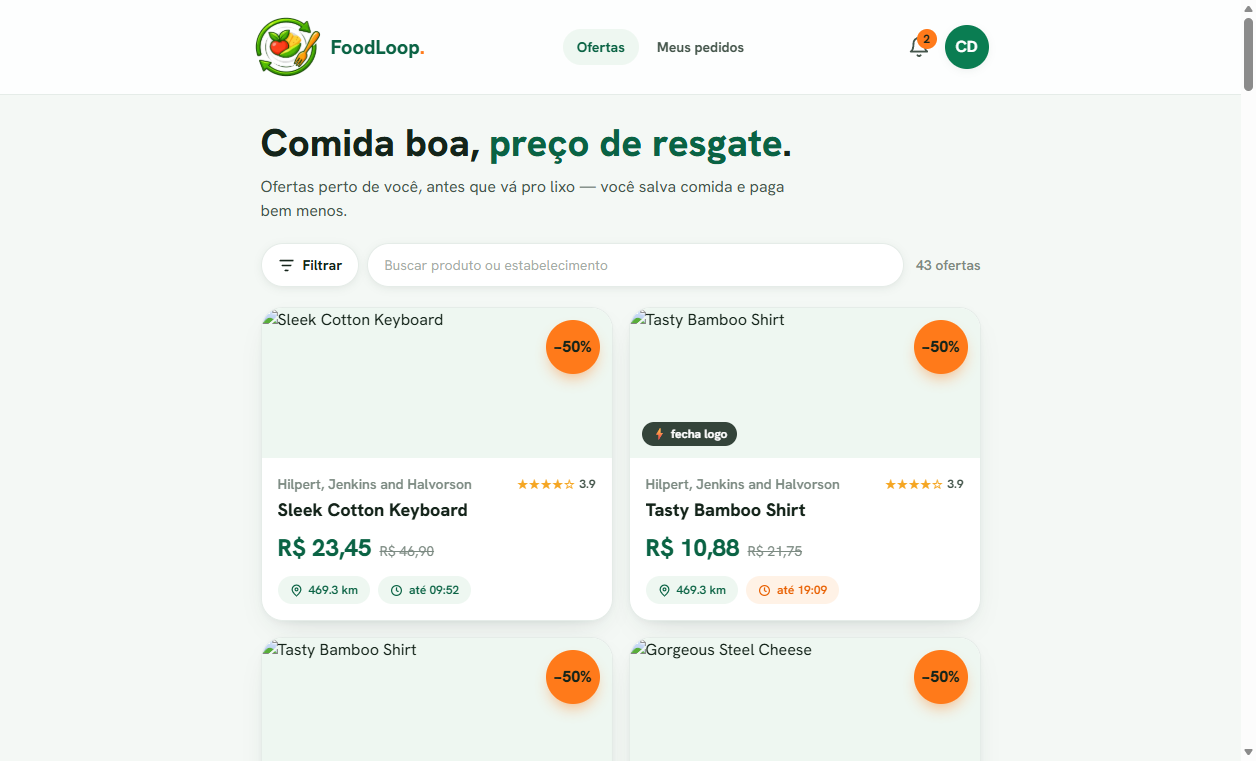 FoodLoop.
Ofertas
Meus pedidos
2
CD
Comida boa, preço de resgate.
Ofertas perto de você, antes que vá pro lixo — você salva comida e paga
bem menos.
Filtrar
Buscar produto ou estabelecimento
43 ofertas
Sleek Cotton Keyboard
-50%
Hilpert, Jenkins and Halvorson
★★★★☆ 3.9
Sleek Cotton Keyboard
R$ 23,45 R$ 46,90
469.3 km
até 09:52
Tasty Bamboo Shirt
-50%
fecha logo
Hilpert, Jenkins and Halvorson
★★★★☆ 3.9
Tasty Bamboo Shirt
R$ 10,88 R$ 21,75
469.3 km
até 19:09
Tasty Bamboo Shirt
-50%
Gorgeous Steel Cheese
-50%